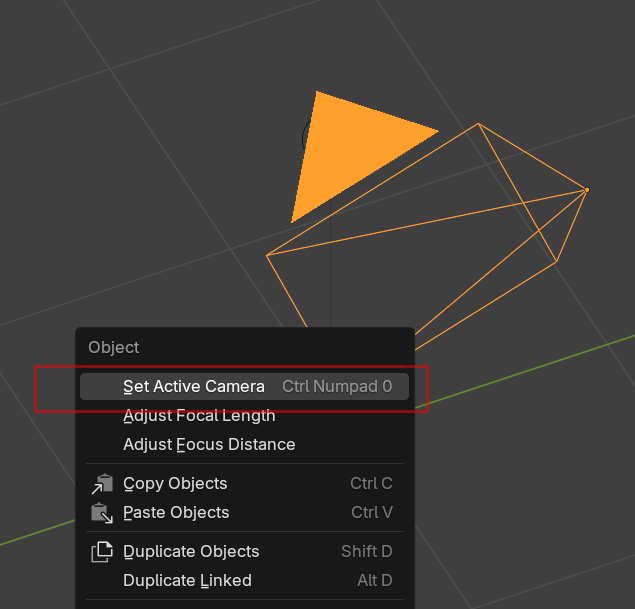 Object
Set Active Camera Ctrl Numpad 0
Adjust Focal Length
Adjust Focus Distance
Copy Objects Ctrl C
Paste Objects Ctrl V
Duplicate Objects Shift D
Duplicate Linked Alt D